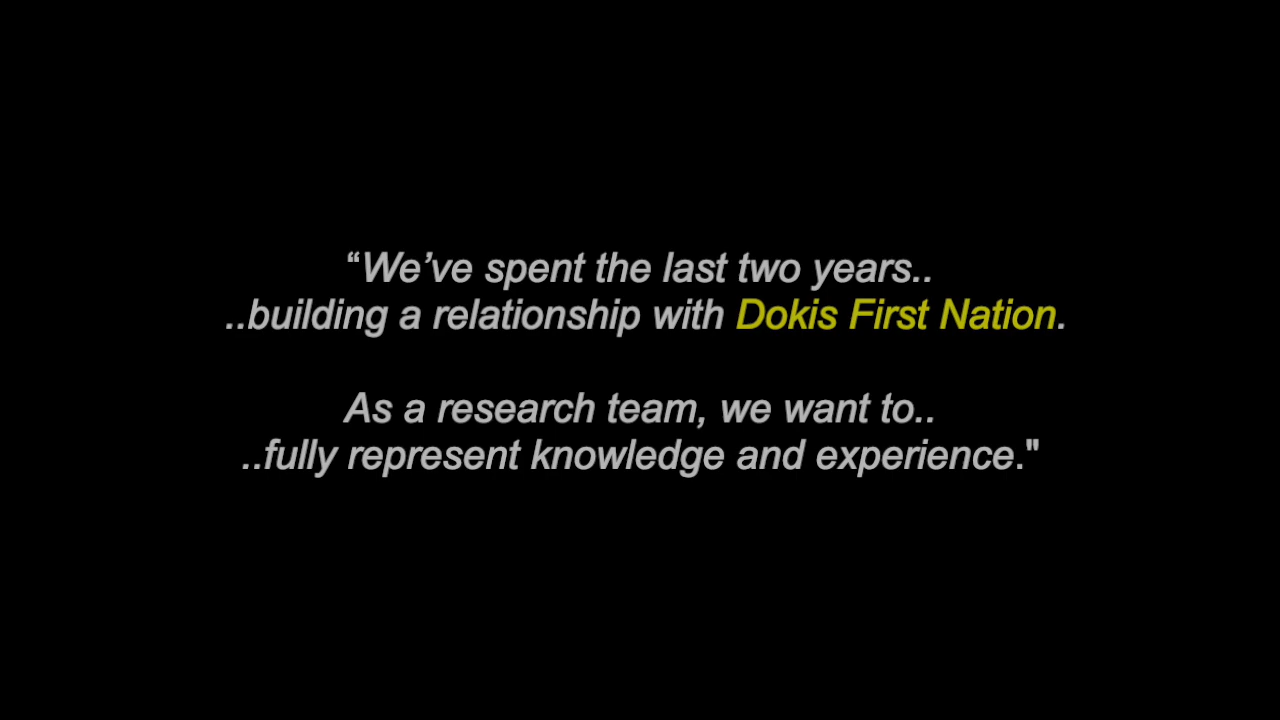 “We’ve spent the last two years..
..building a relationship with Dokis First Nation.
As a research team, we want to..
..fully represent knowledge and experience."